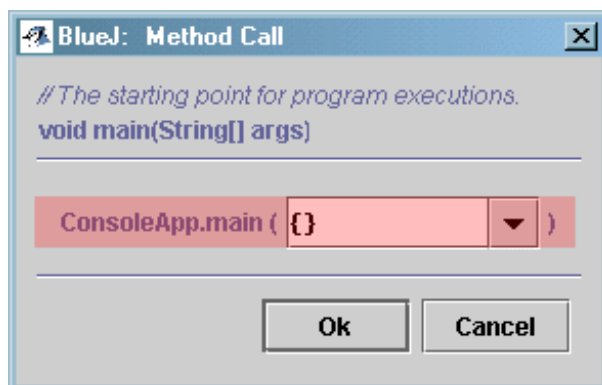 BlueJ: Method Call
// The starting point for program executions.
void main(String[] args)
ConsoleApp.main ( {} )
Ok Cancel